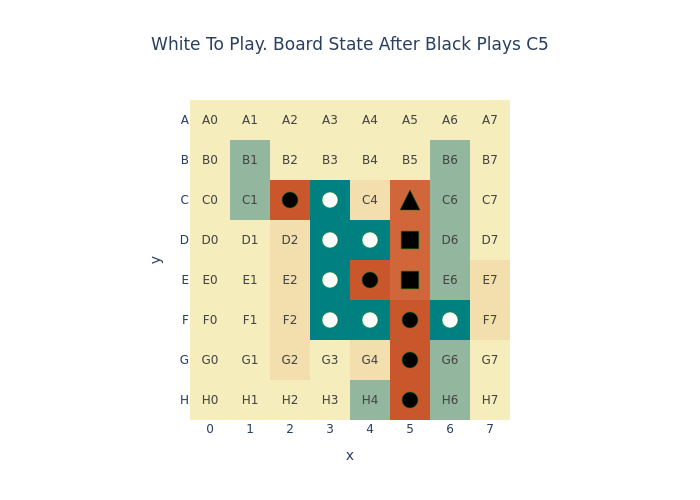 White To Play. Board State After Black Plays C5
A A0 A1 A2 A3 A4 A5 A6 A7
B B0 B1 B2 B3 B4 B5 B6 B7
C C0 C1 C4 C6 C7
D D0 D1 D2 D6 D7
y
E E0 E1 E2 E6 E7
F F0 F1 F2 F7
G G0 G1 G2 G3 G4 G6 G7
H H0 H1 H2 H3 H4 H6 H7
0 1 2 3 4 5 6 7
x